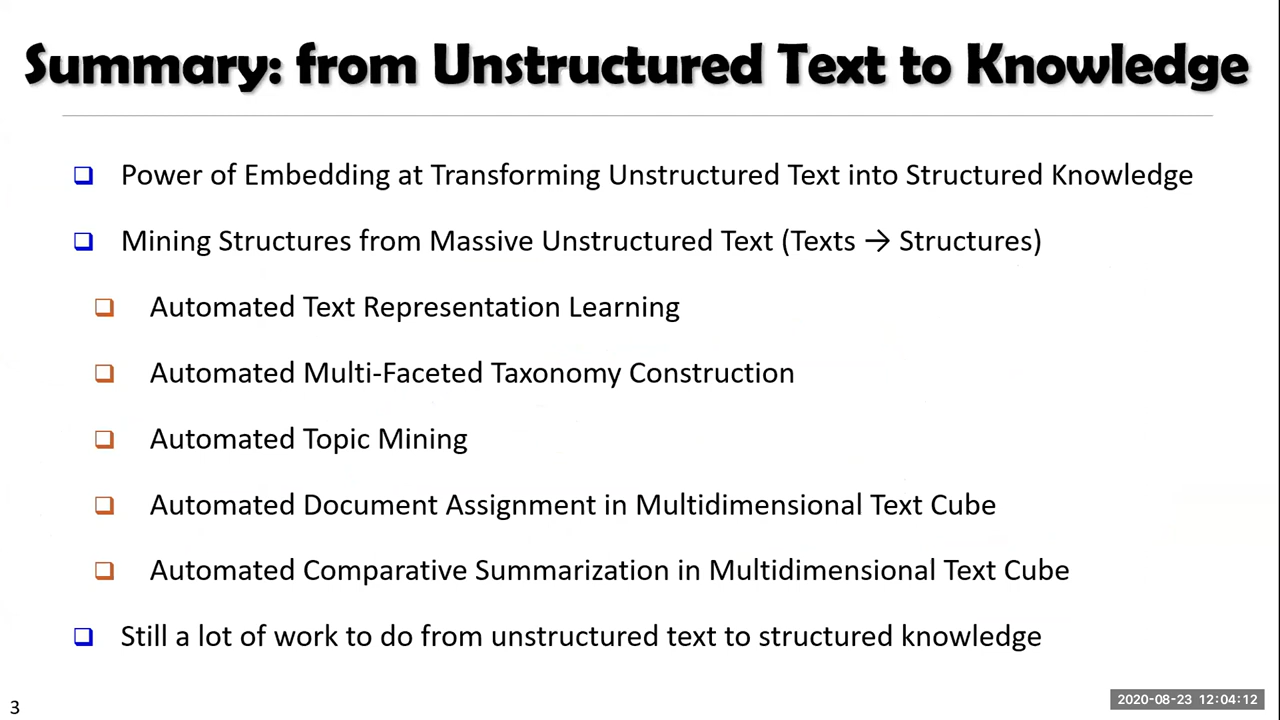 Summary: from Unstructured Text to Knowledge
Power of Embedding at Transforming Unstructured Text into Structured Knowledge
Mining Structures from Massive Unstructured Text (Texts → Structures)
Automated Text Representation Learning
Automated Multi-Faceted Taxonomy Construction
Automated Topic Mining
Automated Document Assignment in Multidimensional Text Cube
Automated Comparative Summarization in Multidimensional Text Cube
Still a lot of work to do from unstructured text to structured knowledge
3
2020-08-23 12:04:12